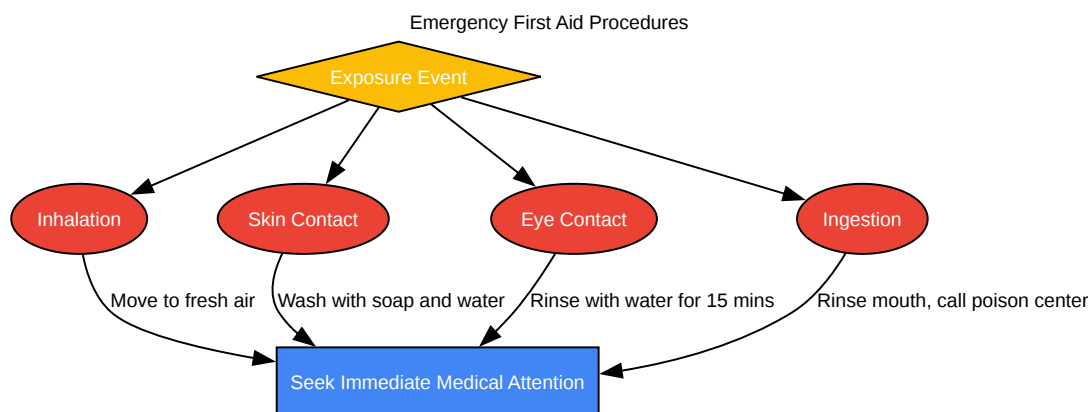 Emergency First Aid Procedures
Exposure Event
Inhalation
Skin Contact
Eye Contact
Ingestion
Move to fresh air
Wash with soap and water
Rinse with water for 15 mins
Rinse mouth, call poison center
Seek Immediate Medical Attention